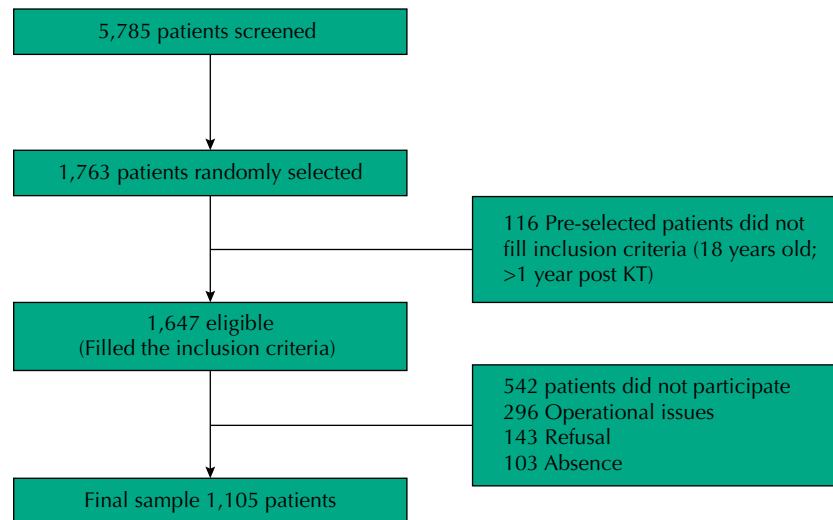 5,785 patients screened
1,763 patients randomly selected
116 Pre-selected patients did not
fill inclusion criteria (18 years old;
>1 year post KT)
1,647 eligible
(Filled the inclusion criteria)
542 patients did not participate
296 Operational issues
143 Refusal
103 Absence
Final sample 1,105 patients